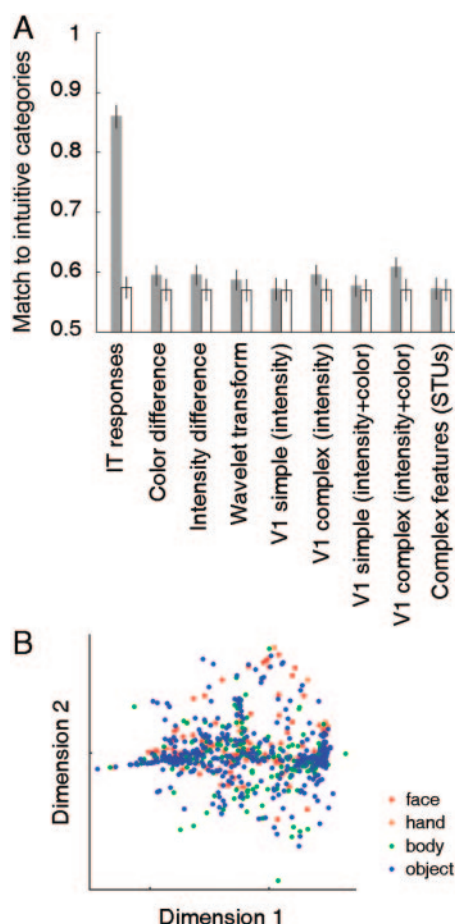 A
Match to intuitive categories
1
0.9
0.8
0.7
0.6
0.5
IT responses
Color difference
Intensity difference
Wavelet transform
V1 simple (intensity)
V1 complex (intensity)
V1 simple (intensity+color)
V1 complex (intensity+color)
Complex features (STUs)
B
Dimension 2
face
hand
body
object
Dimension 1